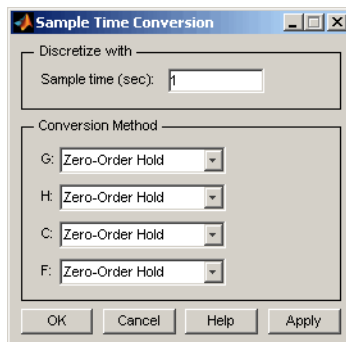 Sample Time Conversion
Discretize with
Sample time (sec): 1
Conversion Method
G: Zero-Order Hold
H: Zero-Order Hold
C: Zero-Order Hold
F: Zero-Order Hold
OK Cancel Help Apply